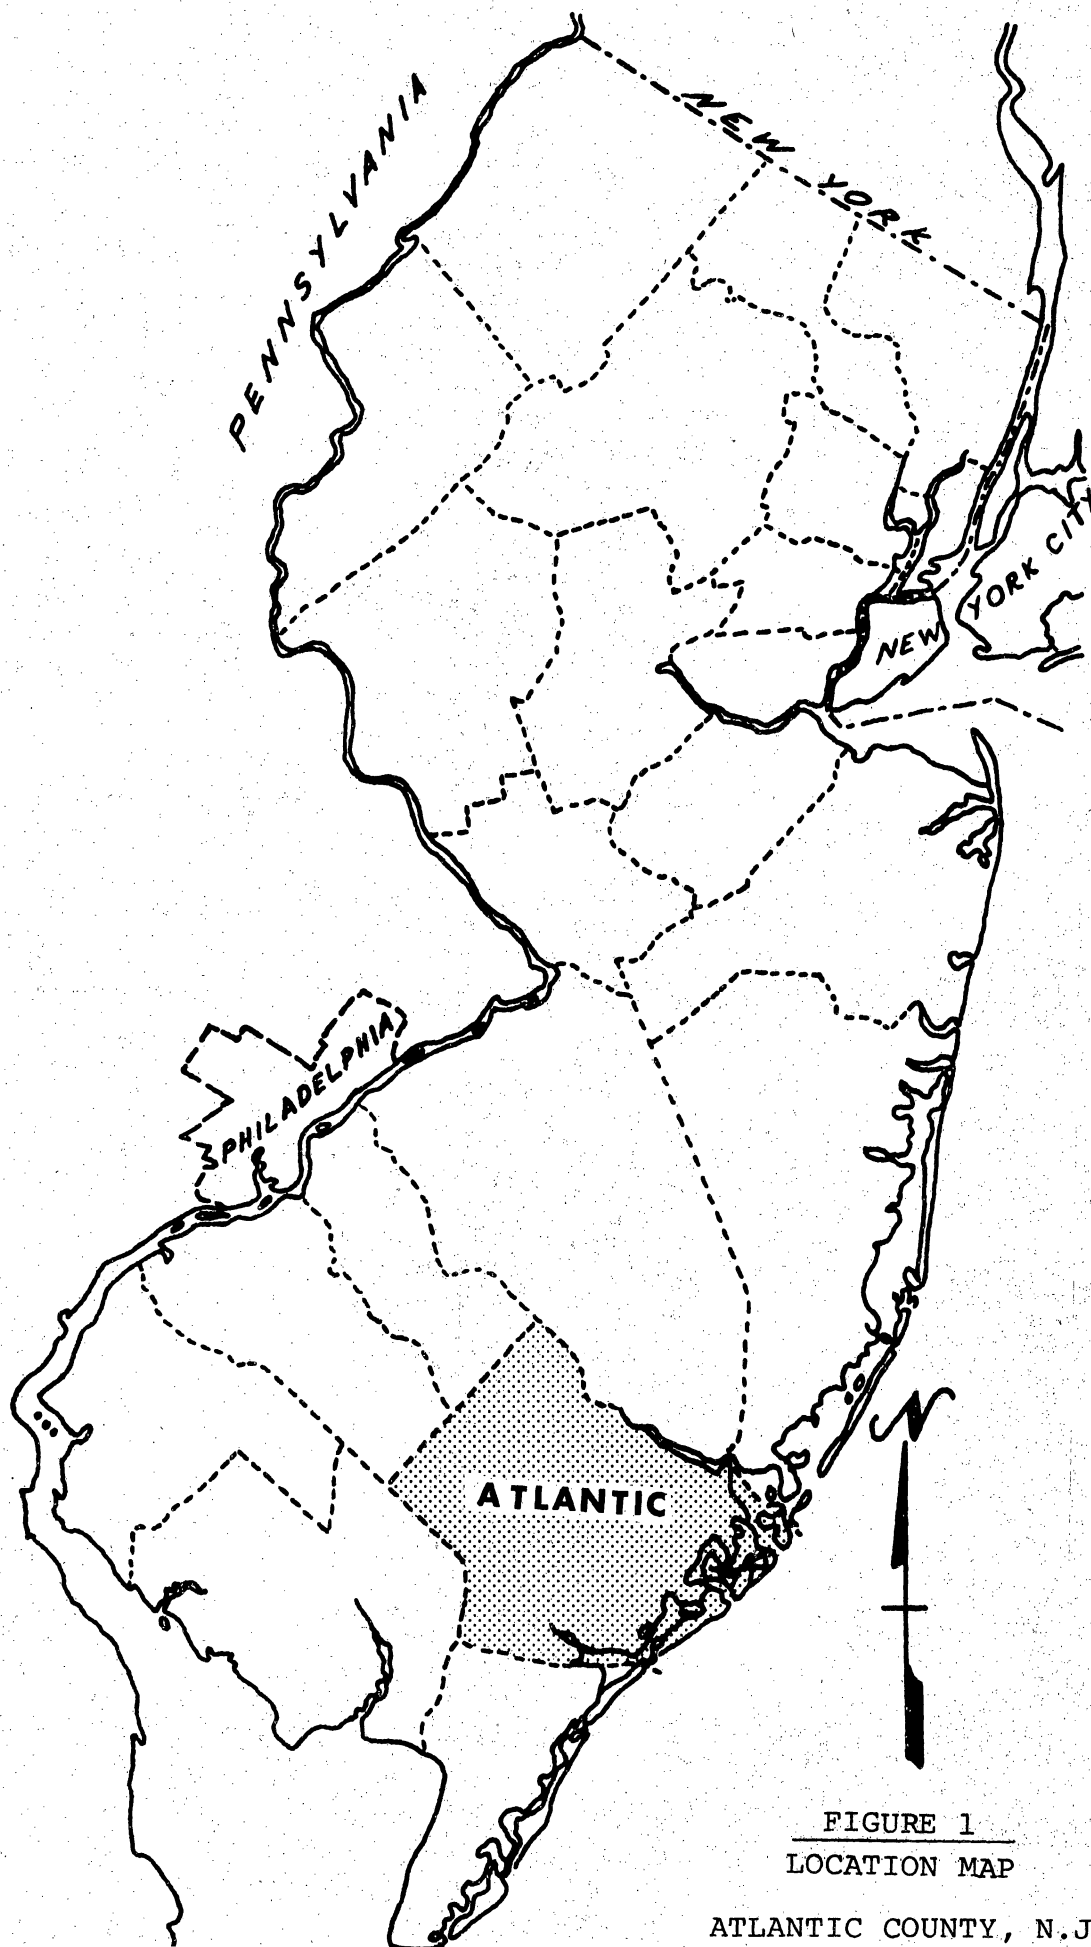 PENNSYLVANIA
NEW YORK
NEW YORK CITY
PHILADELPHIA
ATLANTIC
N
FIGURE 1
LOCATION MAP
ATLANTIC COUNTY, N.J